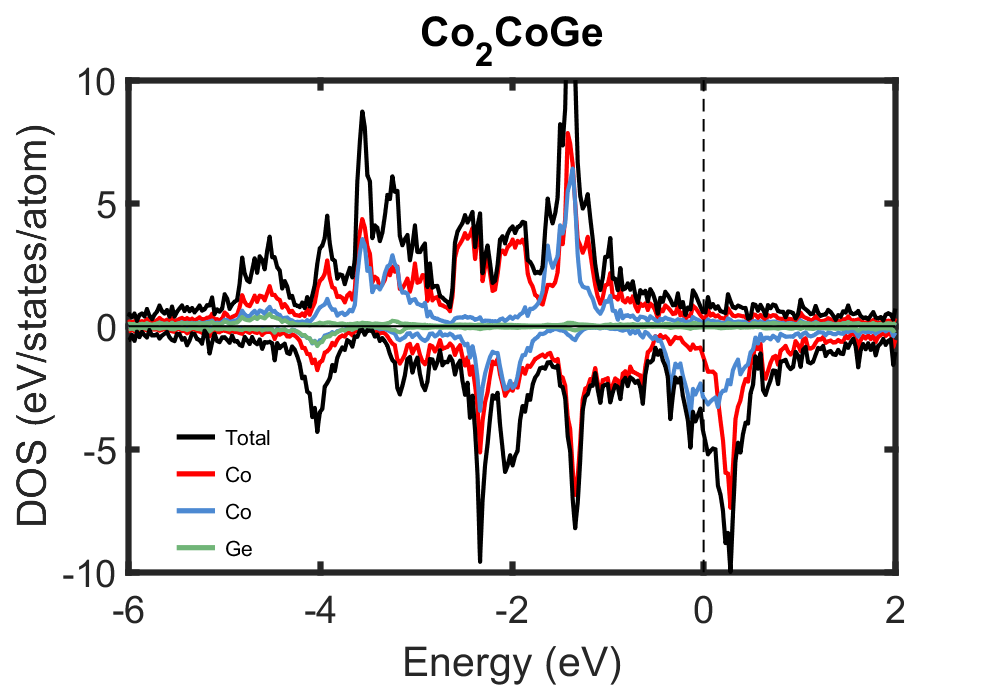 Co₂CoGe
DOS (eV/states/atom)
10
5
0
-5
-10
Total
Co
Co
Ge
-6 -4 -2 0 2
Energy (eV)